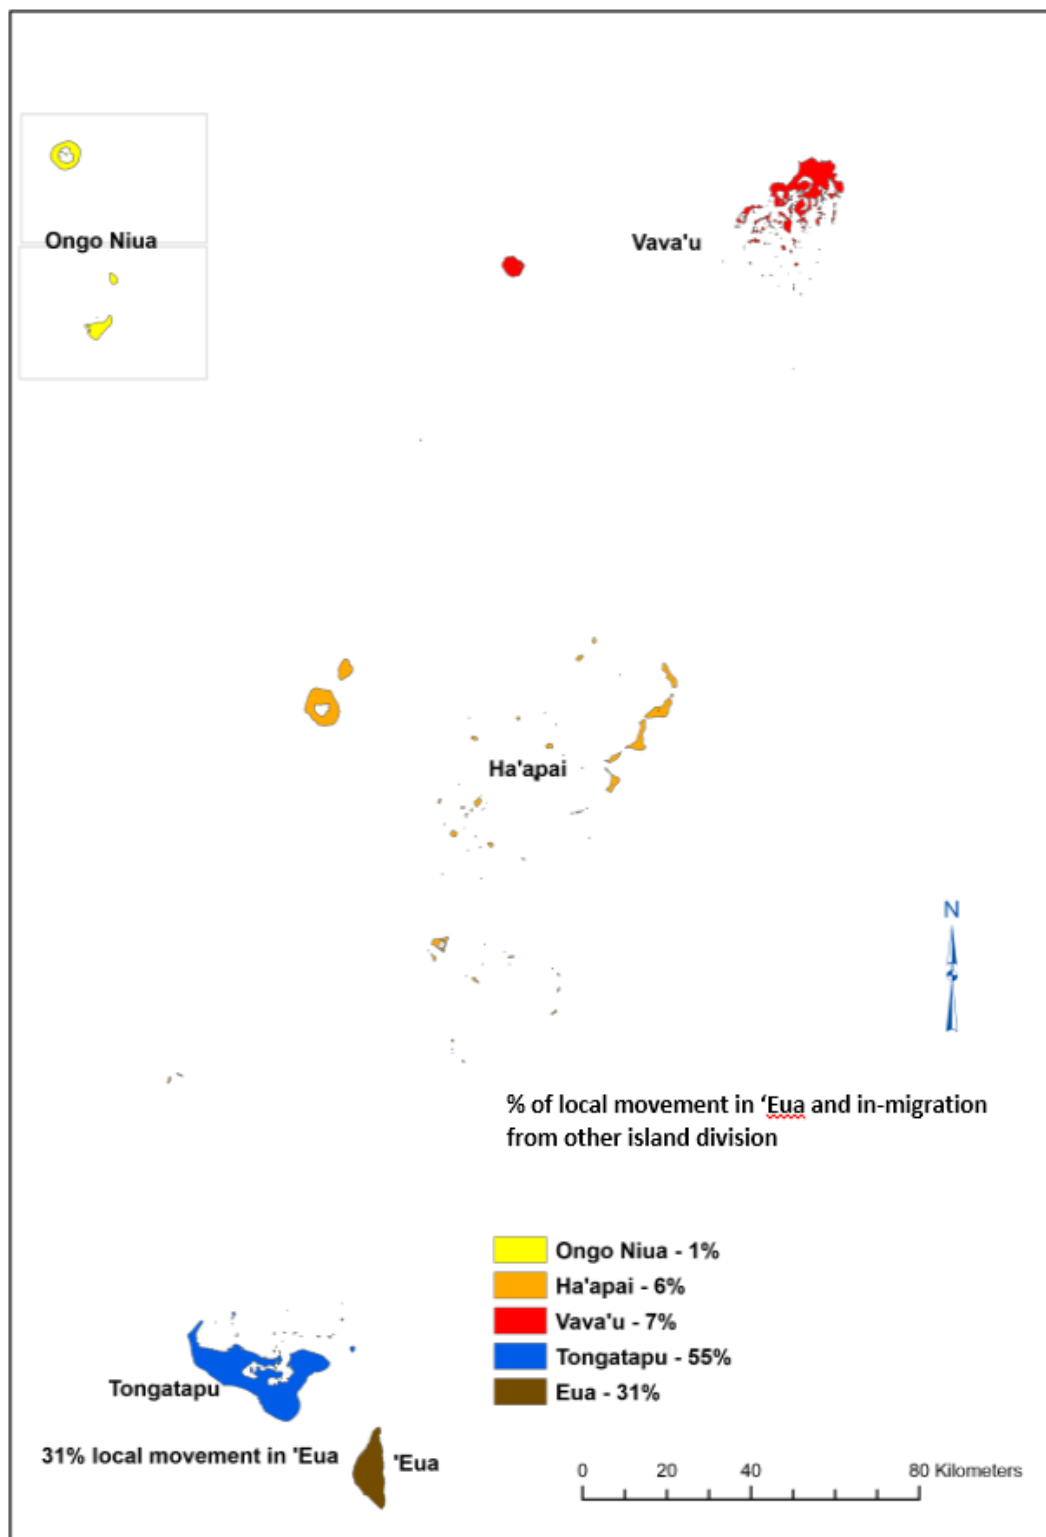 Ongo Niua
Vava'u
Ha'apai
N
% of local movement in ‘Eua and in-migration
from other island division
Ongo Niua - 1%
Ha'apai - 6%
Vava'u - 7%
Tongatapu - 55%
Eua - 31%
Tongatapu
31% local movement in 'Eua
'Eua
0 20 40 80 Kilometers